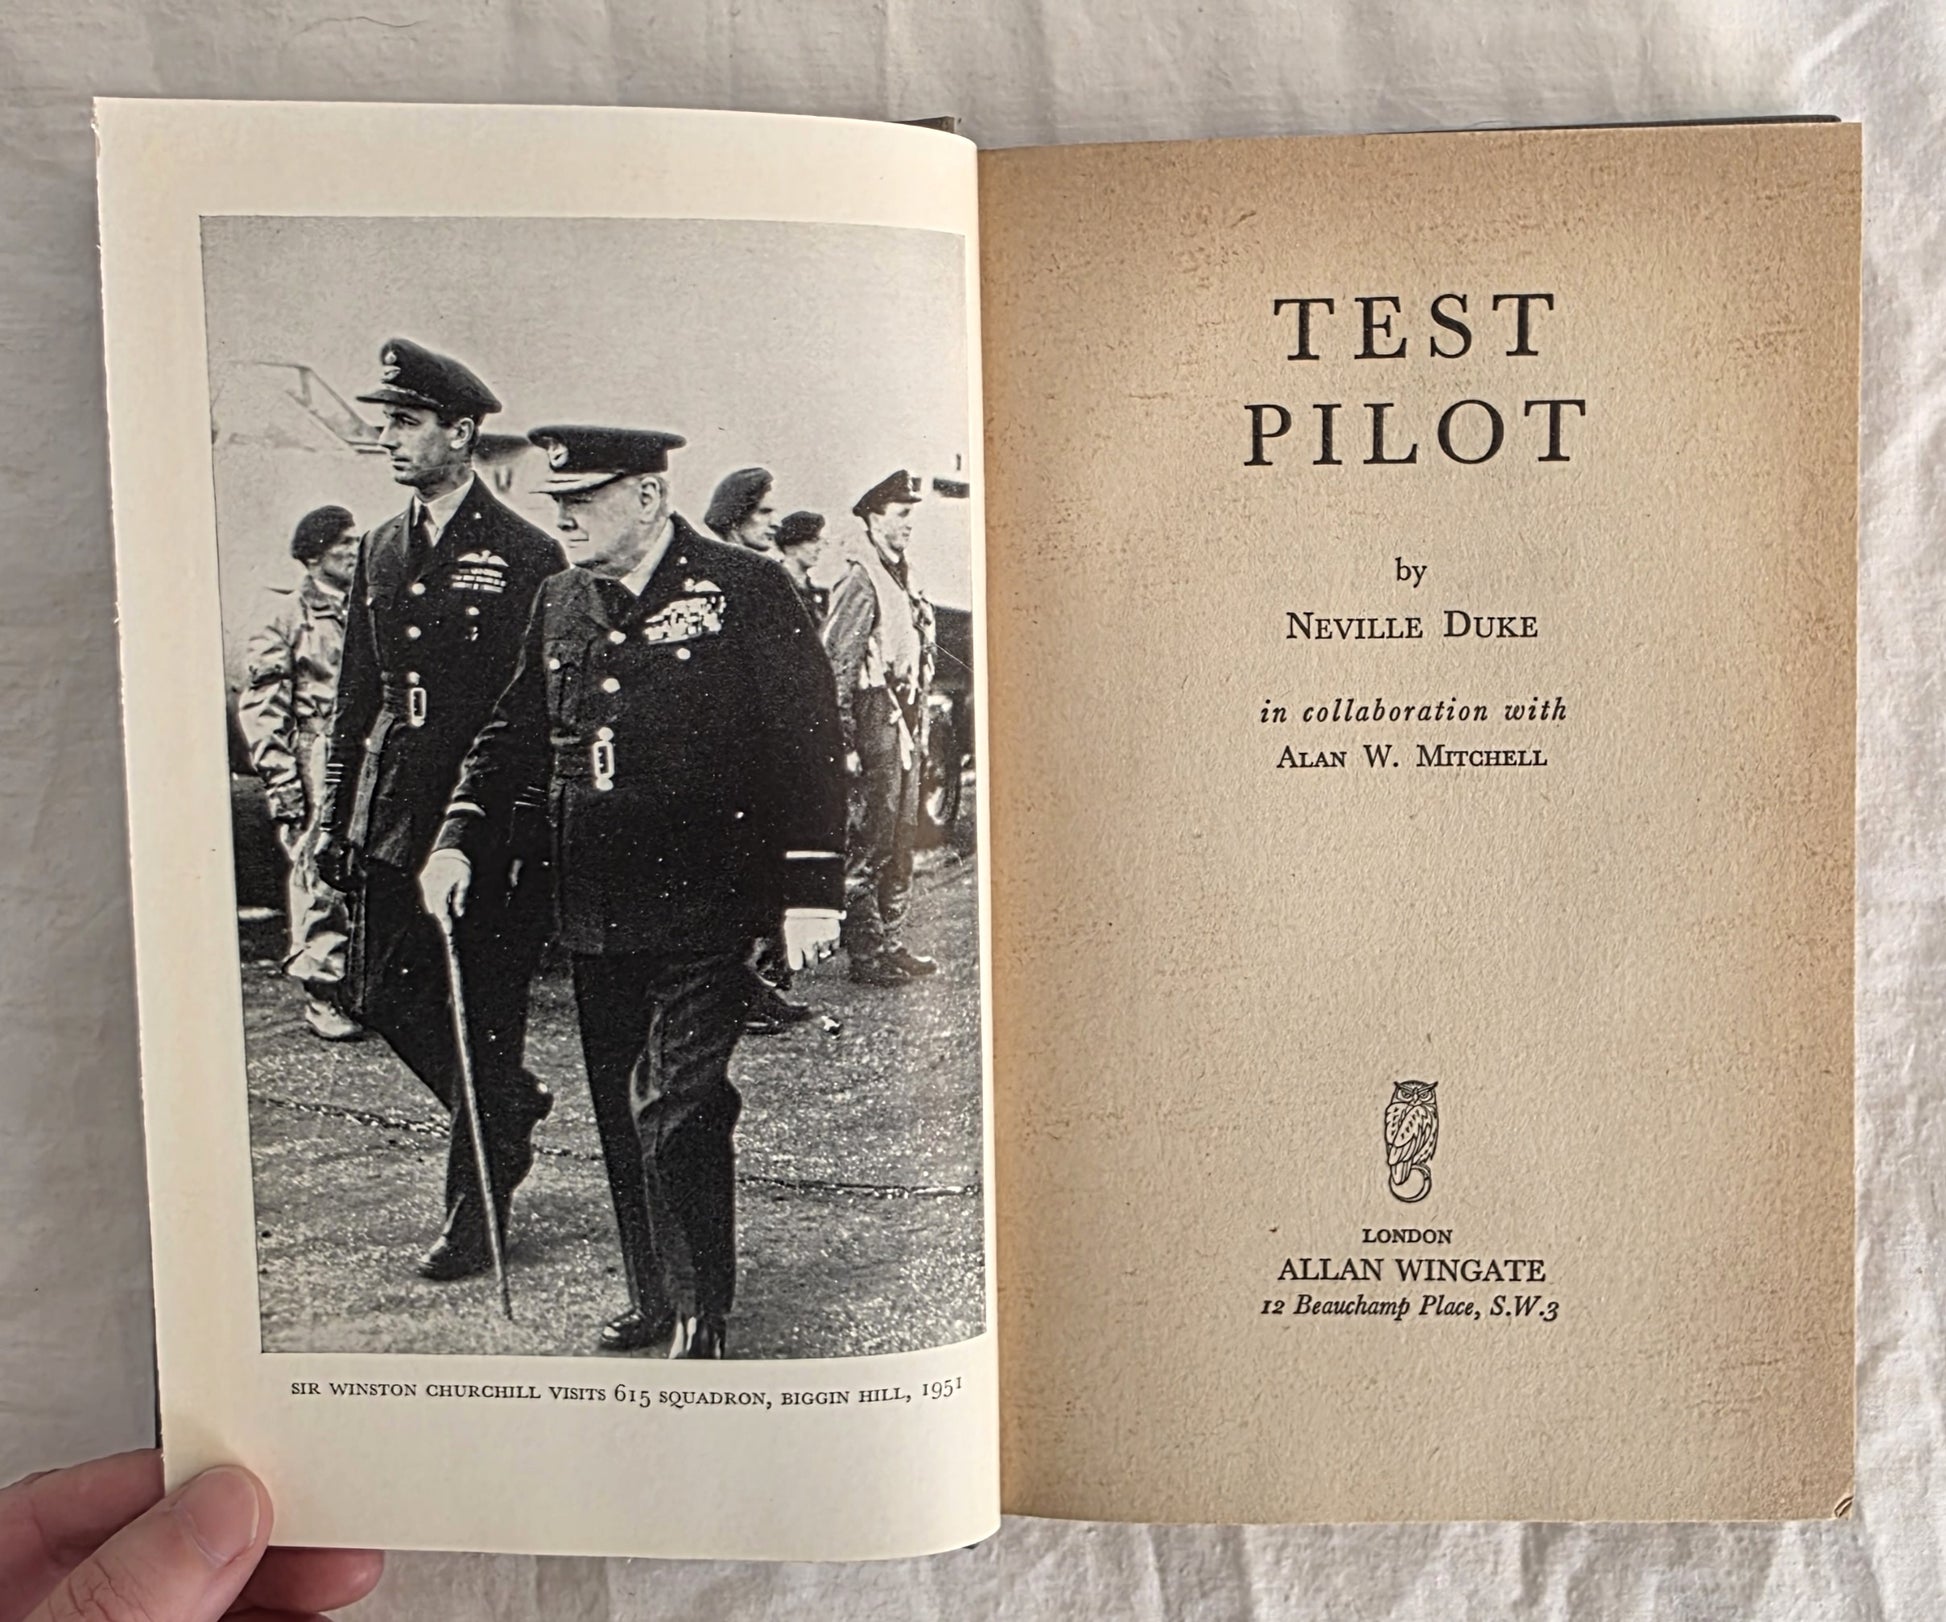 SIR WINSTON CHURCHILL VISITS 615 SQUADRON, BIGGIN HILL, 1951
TEST
PILOT
by
NEVILLE DUKE
in collaboration with
ALAN W. MITCHELL
LONDON
ALLAN WINGATE
12 Beauchamp Place, S.W.3